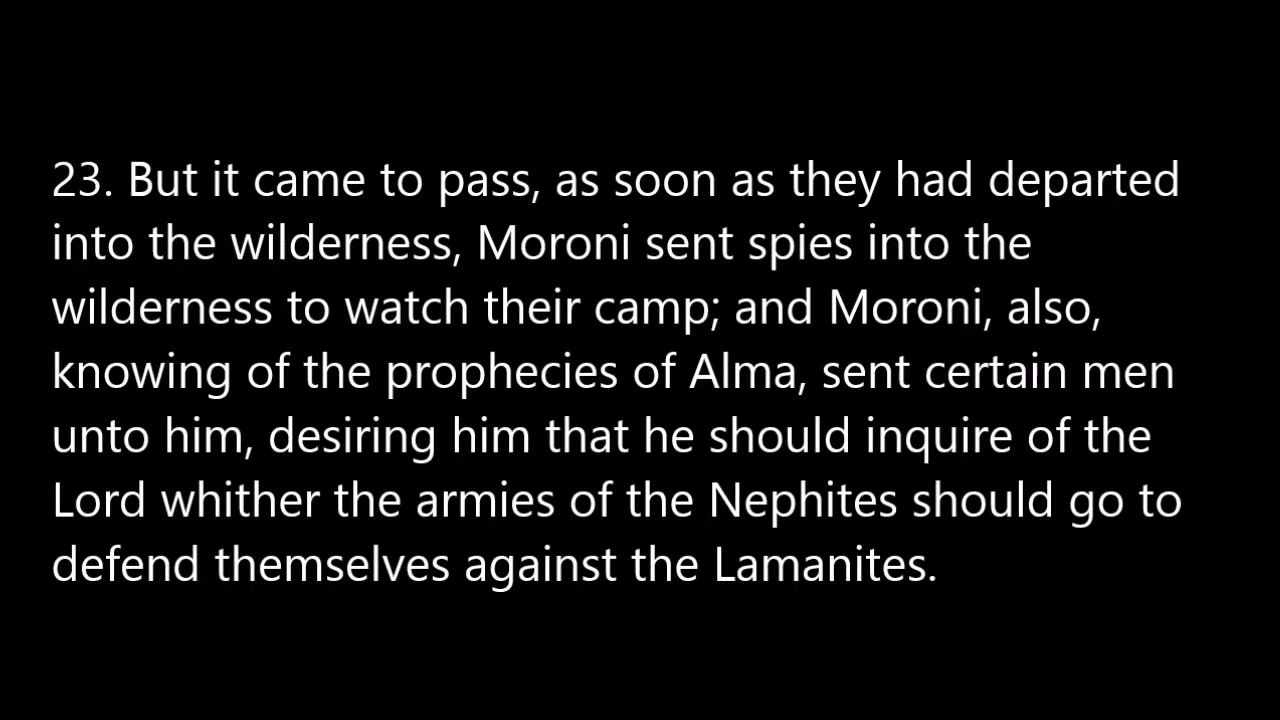 23. But it came to pass, as soon as they had departed
into the wilderness, Moroni sent spies into the
wilderness to watch their camp; and Moroni, also,
knowing of the prophecies of Alma, sent certain men
unto him, desiring him that he should inquire of the
Lord whither the armies of the Nephites should go to
defend themselves against the Lamanites.